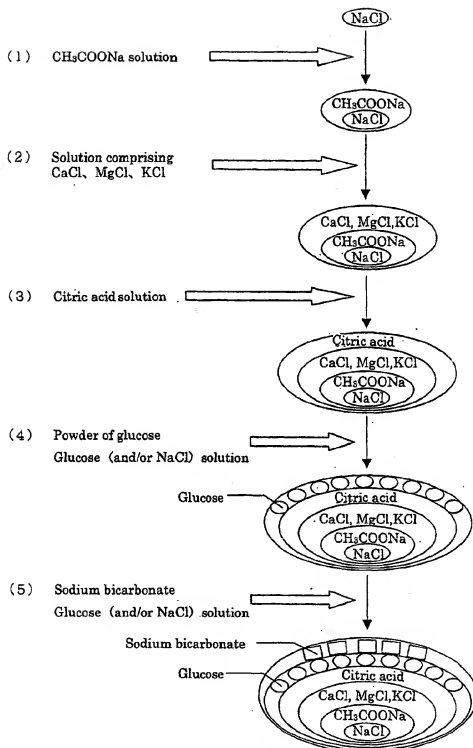 NaCl
(1) CH₃COONa solution
CH₃COONa
NaCl
(2) Solution comprising
CaCl、MgCl、KCl
CaCl, MgCl,KCl
CH₃COONa
NaCl
(3) Citric acid solution
Citric acid
CaCl, MgCl,KCl
CH₃COONa
NaCl
(4) Powder of glucose
Glucose (and/or NaCl) solution
Glucose
Citric acid
CaCl, MgCl,KCl
CH₃COONa
NaCl
(5) Sodium bicarbonate
Glucose (and/or NaCl) solution
Sodium bicarbonate
Glucose
Citric acid
CaCl, MgCl,KCl
CH₃COONa
NaCl